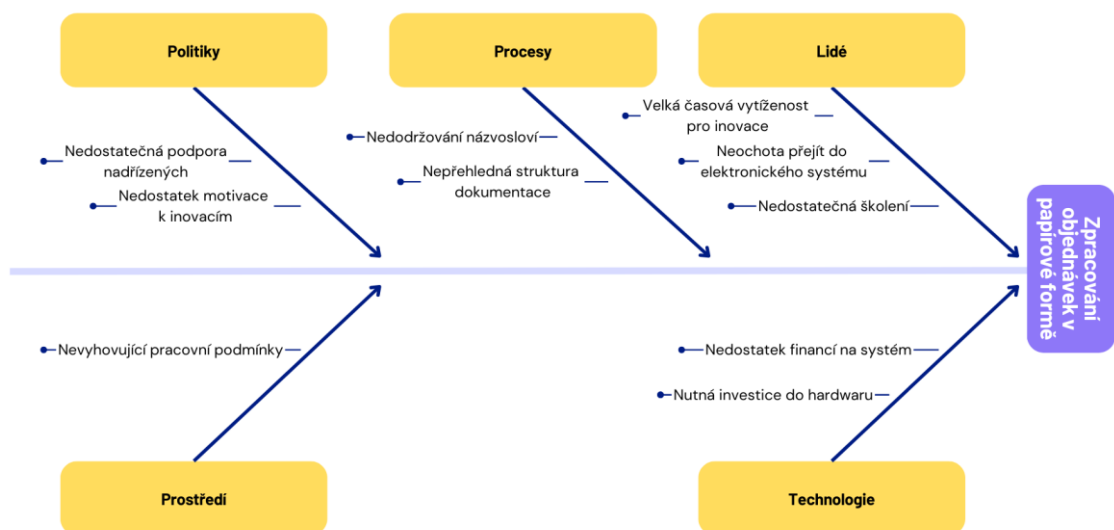 Politiky
Procesy
Lidé
Nedostatečná podpora
nadřízených
Nedostatek motivace
k inovacím
Nedodržování názvosloví
Nepřehledná struktura
dokumentace
Velká časová vytíženost
pro inovace
Neochota přejít do
elektronického systému
Nedostatečná školení
Zpracování
objednávek v
papírové formě
Nevyhovující pracovní podmínky
Nedostatek financí na systém
Nutná investice do hardwaru
Prostředí
Technologie